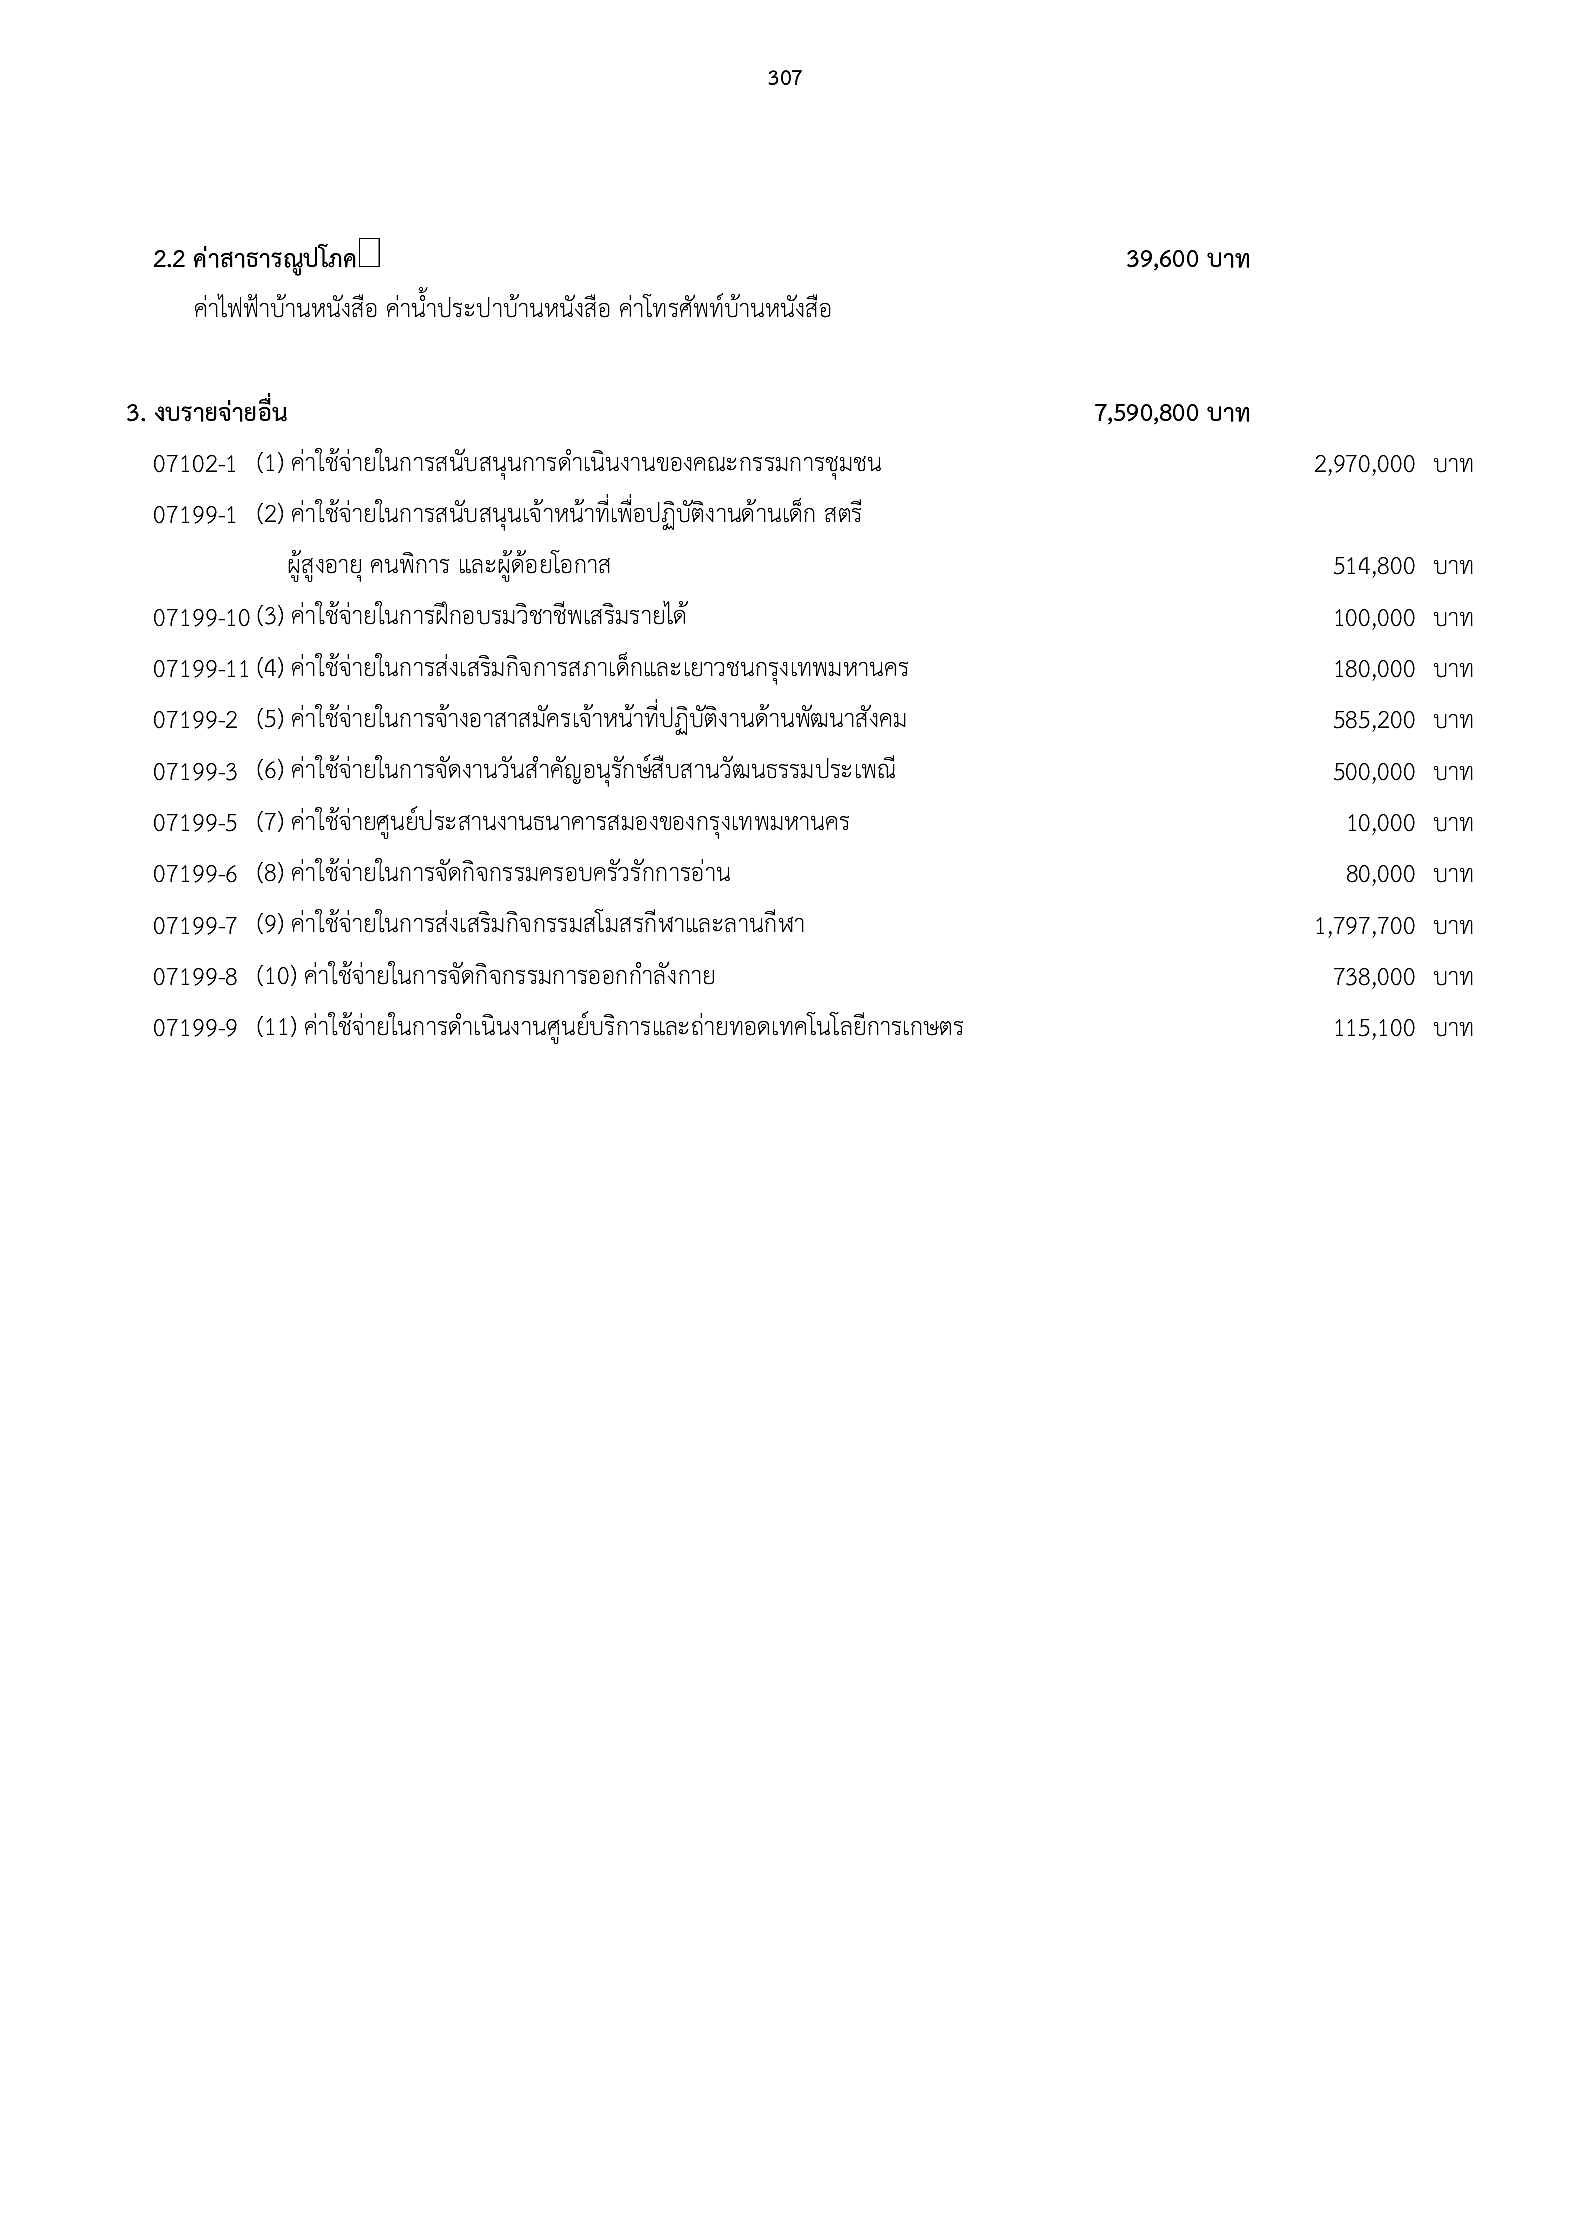 307
2.2 ค่าสาธารณูปโภค 39,600 บาท
ค่าไฟฟ้าบ้านหนังสือ ค่าน้ำประปาบ้านหนังสือ ค่าโทรศัพท์บ้านหนังสือ
3. งบรายจ่ายอื่น 7,590,800 บาท
07102-1 (1) ค่าใช้จ่ายในการสนับสนุนการดำเนินงานของคณะกรรมการชุมชน 2,970,000 บาท
07199-1 (2) ค่าใช้จ่ายในการสนับสนุนเจ้าหน้าที่เพื่อปฏิบัติงานด้านเด็ก สตรี
ผู้สูงอายุ คนพิการ และผู้ด้อยโอกาส 514,800 บาท
07199-10 (3) ค่าใช้จ่ายในการฝึกอบรมวิชาชีพเสริมรายได้ 100,000 บาท
07199-11 (4) ค่าใช้จ่ายในการส่งเสริมกิจการสภาเด็กและเยาวชนกรุงเทพมหานคร 180,000 บาท
07199-2 (5) ค่าใช้จ่ายในการจ้างอาสาสมัครเจ้าหน้าที่ปฏิบัติงานด้านพัฒนาสังคม 585,200 บาท
07199-3 (6) ค่าใช้จ่ายในการจัดงานวันสำคัญอนุรักษ์สืบสานวัฒนธรรมประเพณี 500,000 บาท
07199-5 (7) ค่าใช้จ่ายศูนย์ประสานงานธนาคารสมองของกรุงเทพมหานคร 10,000 บาท
07199-6 (8) ค่าใช้จ่ายในการจัดกิจกรรมครอบครัวรักการอ่าน 80,000 บาท
07199-7 (9) ค่าใช้จ่ายในการส่งเสริมกิจกรรมสโมสรกีฬาและลานกีฬา 1,797,700 บาท
07199-8 (10) ค่าใช้จ่ายในการจัดกิจกรรมการออกกำลังกาย 738,000 บาท
07199-9 (11) ค่าใช้จ่ายในการดำเนินงานศูนย์บริการและถ่ายทอดเทคโนโลยีการเกษตร 115,100 บาท